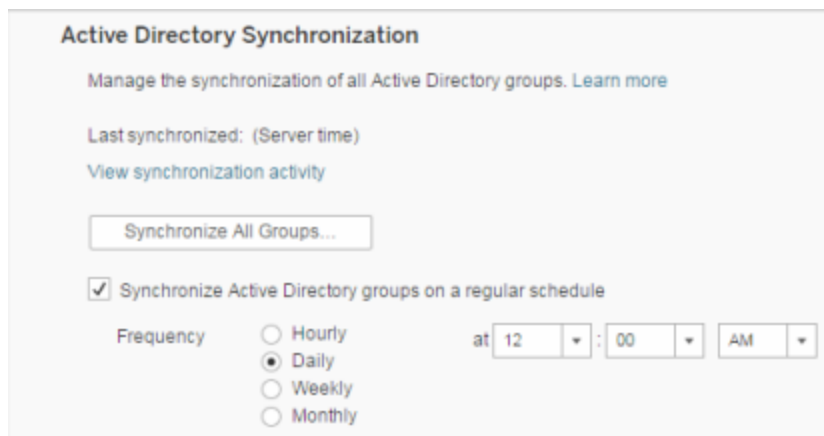 Active Directory Synchronization
Manage the synchronization of all Active Directory groups. Learn more
Last synchronized: (Server time)
View synchronization activity
Synchronize All Groups...
Synchronize Active Directory groups on a regular schedule
Frequency Hourly at 12 : 00 AM
Daily
Weekly
Monthly